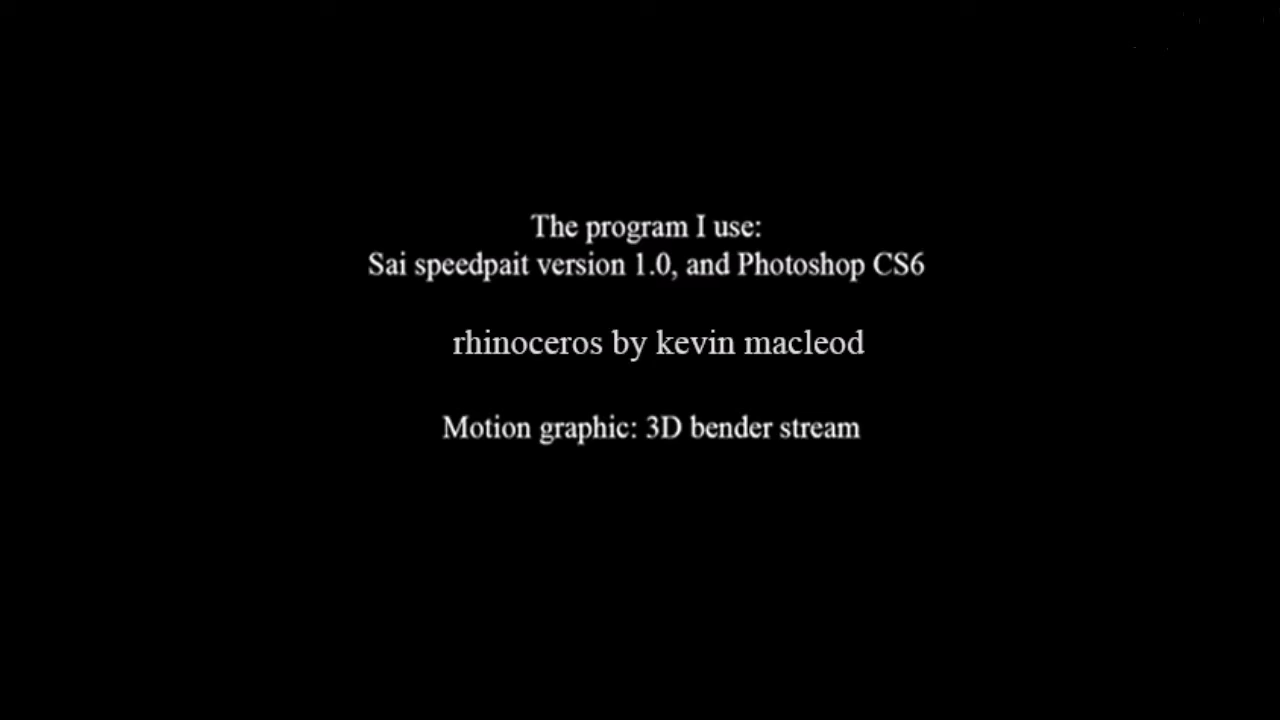 The program I use:
Sai speedpait version 1.0, and Photoshop CS6
rhinoceros by kevin macleod
Motion graphic: 3D bender stream